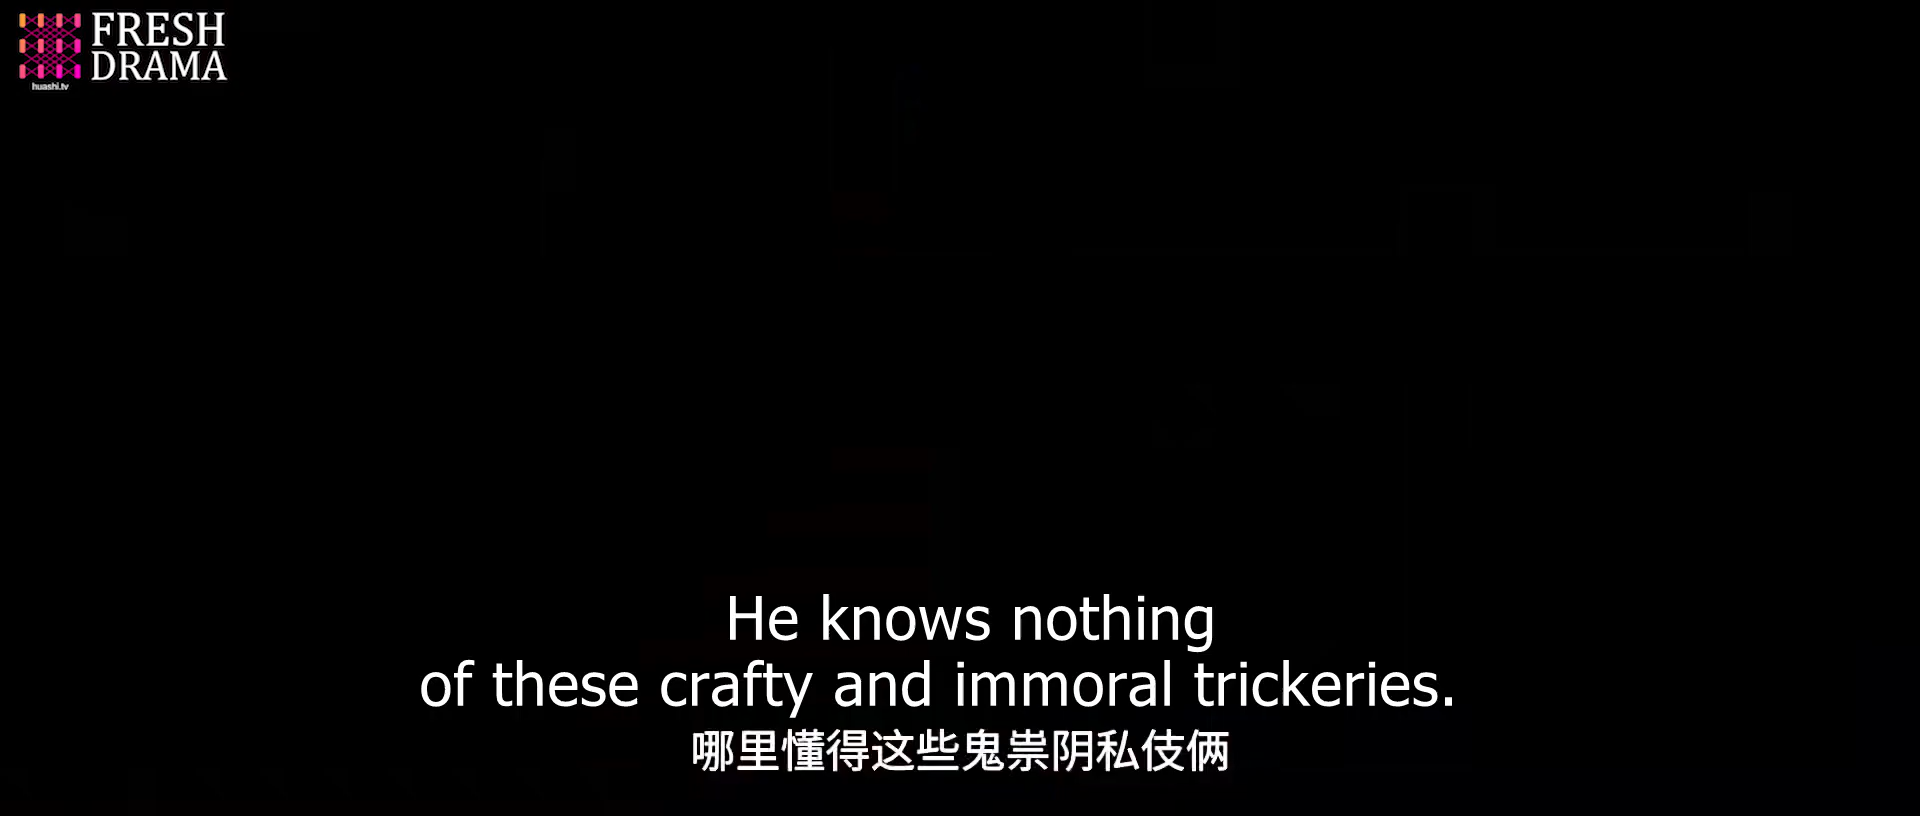 FRESH
DRAMA
huashi.tv
He knows nothing
of these crafty and immoral trickeries.
哪里懂得这些鬼祟阴私伎俩